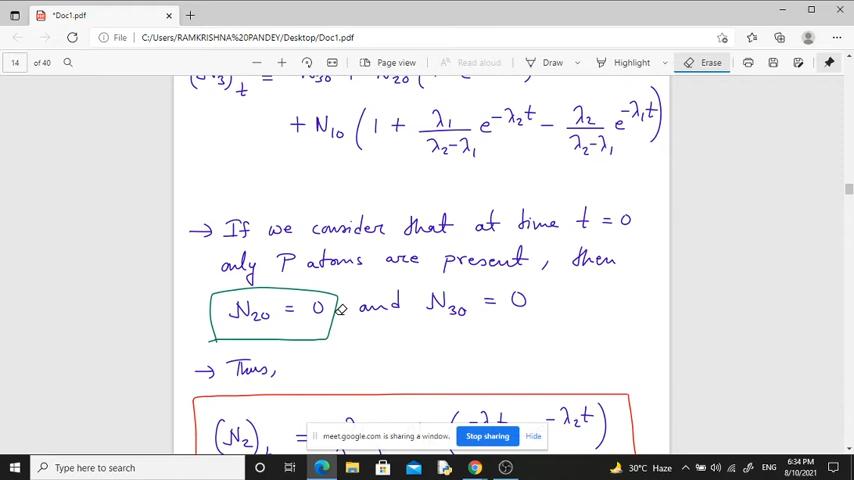 *Doc1.pdf
File | C:/Users/RAMKRISHNA%20PANDEY/Desktop/Doc1.pdf
14 of 40 Page view Read aloud Draw Highlight Erase
+ N₁₀ ( 1 + λ₁/(λ₂-λ₁) e^(-λ₂t) - λ₂/(λ₂-λ₁) e^(-λ₁t) )
→ If we consider that at time t = 0
only P atoms are present, then
N₂₀ = 0 and N₃₀ = 0
→ Thus,
meet.google.com is sharing a window. Stop sharing Hide
Type here to search 30°C Haze ENG 6:34 PM
8/10/2021